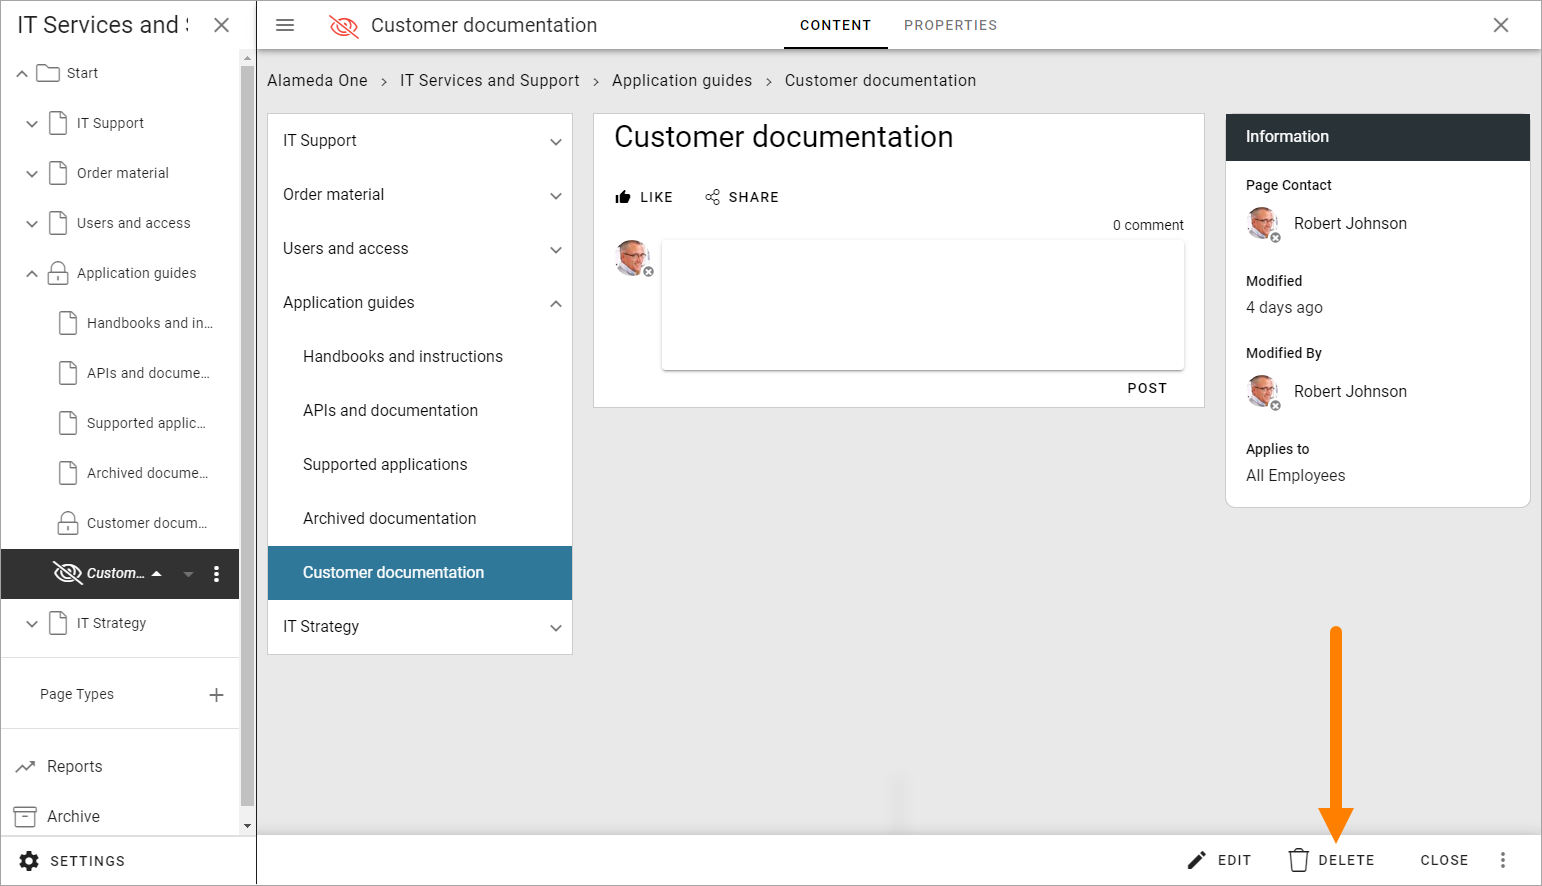 IT Services and S
Start
IT Support
Order material
Users and access
Application guides
Handbooks and in...
APIs and docume...
Supported applic...
Archived docume...
Customer docum...
Custom...
IT Strategy
Page Types
Reports
Archive
SETTINGS
Customer documentation
CONTENT
PROPERTIES
Alameda One > IT Services and Support > Application guides > Customer documentation
IT Support
Order material
Users and access
Application guides
Handbooks and instructions
APIs and documentation
Supported applications
Archived documentation
Customer documentation
IT Strategy
Customer documentation
LIKE
SHARE
0 comment
POST
Information
Page Contact
Robert Johnson
Modified
4 days ago
Modified By
Robert Johnson
Applies to
All Employees
EDIT
DELETE
CLOSE